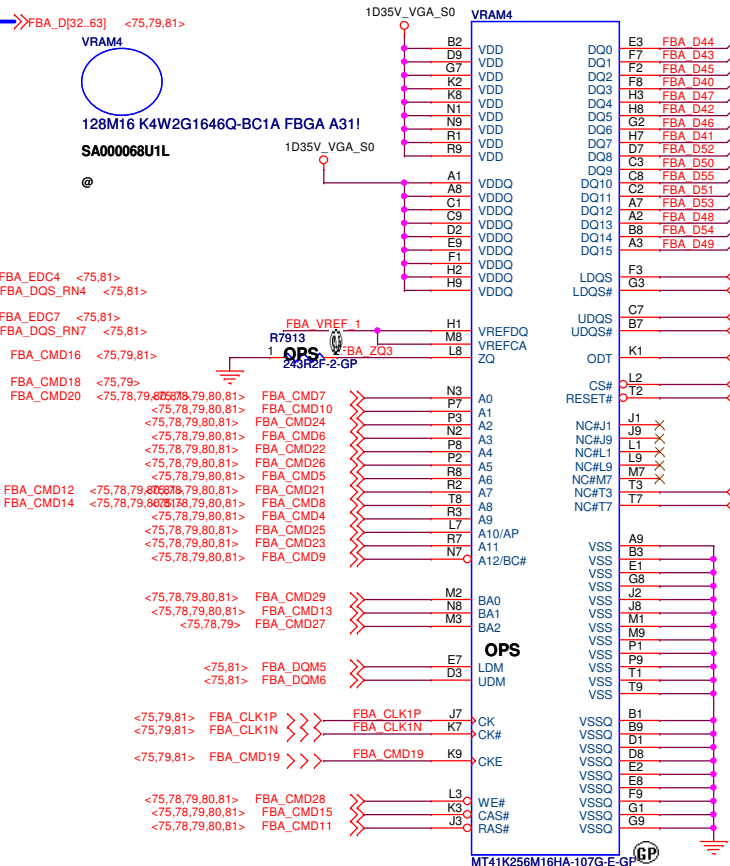 FBA_D[32..63] <75,79,81>
1D35V_VGA_S0
VRAM4
VRAM4
128M16 K4W2G1646Q-BC1A FBGA A31!
SA000068U1L
@
1D35V_VGA_S0
B2 VDD
D9 VDD
G7 VDD
K2 VDD
K8 VDD
N1 VDD
N9 VDD
R1 VDD
R9 VDD
A1 VDDQ
A8 VDDQ
C1 VDDQ
C9 VDDQ
D2 VDDQ
E9 VDDQ
F1 VDDQ
H2 VDDQ
H9 VDDQ
DQ0 E3 FBA_D44
DQ1 F7 FBA_D43
DQ2 F2 FBA_D45
DQ3 F8 FBA_D40
DQ4 H3 FBA_D47
DQ5 H8 FBA_D42
DQ6 G2 FBA_D46
DQ7 H7 FBA_D41
DQ8 D7 FBA_D52
DQ9 C3 FBA_D50
DQ10 C8 FBA_D55
DQ11 C2 FBA_D51
DQ12 A7 FBA_D53
DQ13 A2 FBA_D48
DQ14 B8 FBA_D54
DQ15 A3 FBA_D49
FBA_EDC4 <75,81>
FBA_DQS_RN4 <75,81>
FBA_EDC7 <75,81>
FBA_DQS_RN7 <75,81>
FBA_CMD16 <75,79,81>
FBA_CMD18 <75,79>
FBA_CMD20
FBA_CMD12
FBA_CMD14
FBA_VREF_1 H1 VREFDQ
M8 VREFCA
R7913
1 OPS FBA_ZQ3 L8 ZQ
243R2F-2-GP
LDQS F3
LDQS# G3
UDQS C7
UDQS# B7
ODT K1
CS# L2
RESET# T2
NC#J1 J1
NC#J9 J9
NC#L1 L1
NC#L9 L9
NC#M7 M7
NC#T3 T3
NC#T7 T7
FBA_CMD7 N3 A0
<75,78,79,80,81> FBA_CMD10 P7 A1
<75,78,79,80,81> FBA_CMD24 P3 A2
<75,78,79,80,81> FBA_CMD6 N2 A3
<75,78,79,80,81> FBA_CMD22 P8 A4
<75,78,79,80,81> FBA_CMD26 P2 A5
<75,78,79,80,81> FBA_CMD5 R8 A6
FBA_CMD21 R2 A7
FBA_CMD8 T8 A8
<75,78,79,80,81> FBA_CMD4 R3 A9
<75,78,79,80,81> FBA_CMD25 L7 A10/AP
<75,78,79,80,81> FBA_CMD23 R7 A11
<75,78,79,80,81> FBA_CMD9 N7 A12/BC#
<75,78,79,80,81> FBA_CMD29 M2 BA0
<75,78,79,80,81> FBA_CMD13 N8 BA1
<75,78,79> FBA_CMD27 M3 BA2
OPS
<75,81> FBA_DQM5 E7 LDM
<75,81> FBA_DQM6 D3 UDM
<75,79,81> FBA_CLK1P FBA_CLK1P J7 CK
<75,79,81> FBA_CLK1N FBA_CLK1N K7 CK#
<75,79,81> FBA_CMD19 FBA_CMD19 K9 CKE
<75,78,79,80,81> FBA_CMD28 L3 WE#
<75,78,79,80,81> FBA_CMD15 K3 CAS#
<75,78,79,80,81> FBA_CMD11 J3 RAS#
VSS A9
VSS B3
VSS E1
VSS G8
VSS J2
VSS J8
VSS M1
VSS M9
VSS P1
VSS P9
VSS T1
VSS T9
VSSQ B1
VSSQ B9
VSSQ D1
VSSQ D8
VSSQ E2
VSSQ E8
VSSQ F9
VSSQ G1
VSSQ G9
MT41K256M16HA-107G-E-GP
GP